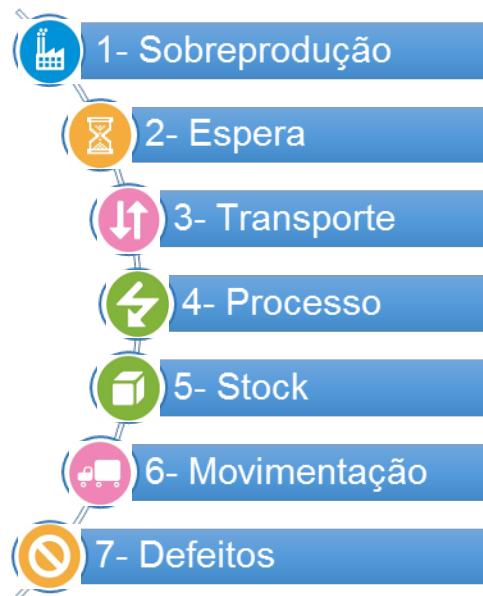 1- Sobreprodução
2- Espera
3- Transporte
4- Processo
5- Stock
6- Movimentação
7- Defeitos